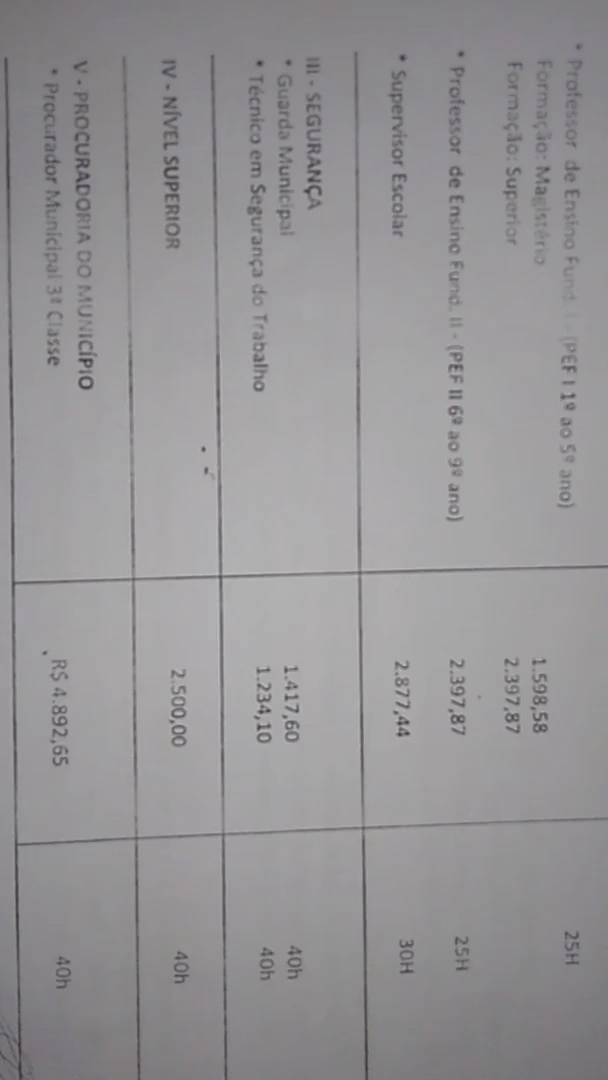 * Professor de Ensino Fund. I - (PEF I 1º ao 5º ano) 25H
Formação: Magistério 1.598,58
Formação: Superior 2.397,87
* Professor de Ensino Fund. II - (PEF II 6º ao 9º ano) 2.397,87 25H
* Supervisor Escolar 2.877,44 30H
III - SEGURANÇA
* Guarda Municipal 1.417,60 40h
* Técnico em Segurança do Trabalho 1.234,10 40h
IV - NÍVEL SUPERIOR 2.500,00 40h
V - PROCURADORIA DO MUNICÍPIO
* Procurador Municipal 3ª Classe R$ 4.892,65 40h